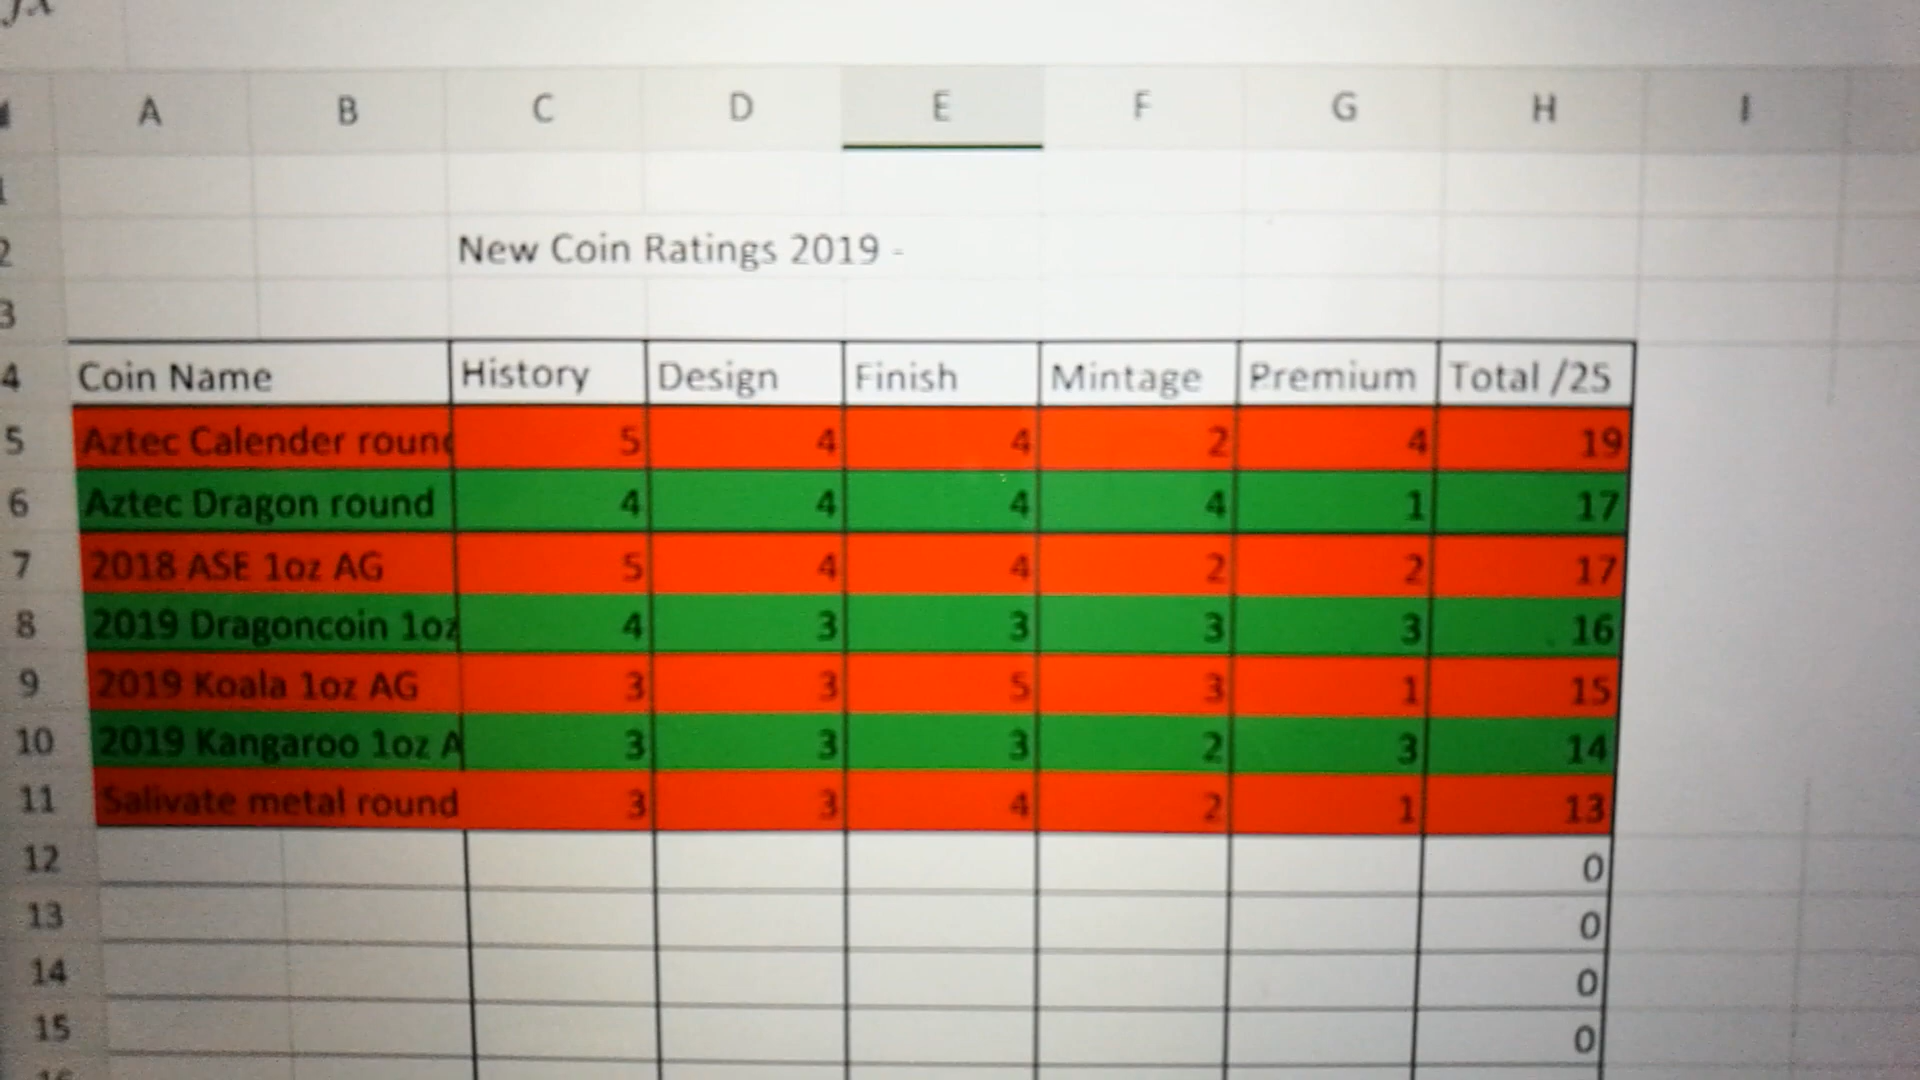 A B C D E F G H I
1
2 New Coin Ratings 2019 -
3
4 Coin Name History Design Finish Mintage Premium Total /25
5 Aztec Calender roun 5 4 4 2 4 19
6 Aztec Dragon round 4 4 4 4 1 17
7 2018 ASE 1oz AG 5 4 4 2 2 17
8 2019 Dragoncoin 1oz 4 3 3 3 3 16
9 2019 Koala 1oz AG 3 3 5 3 1 15
10 2019 Kangaroo 1oz A 3 3 3 2 3 14
11 Salivate metal round 3 3 4 2 1 13
12 0
13 0
14 0
15 0